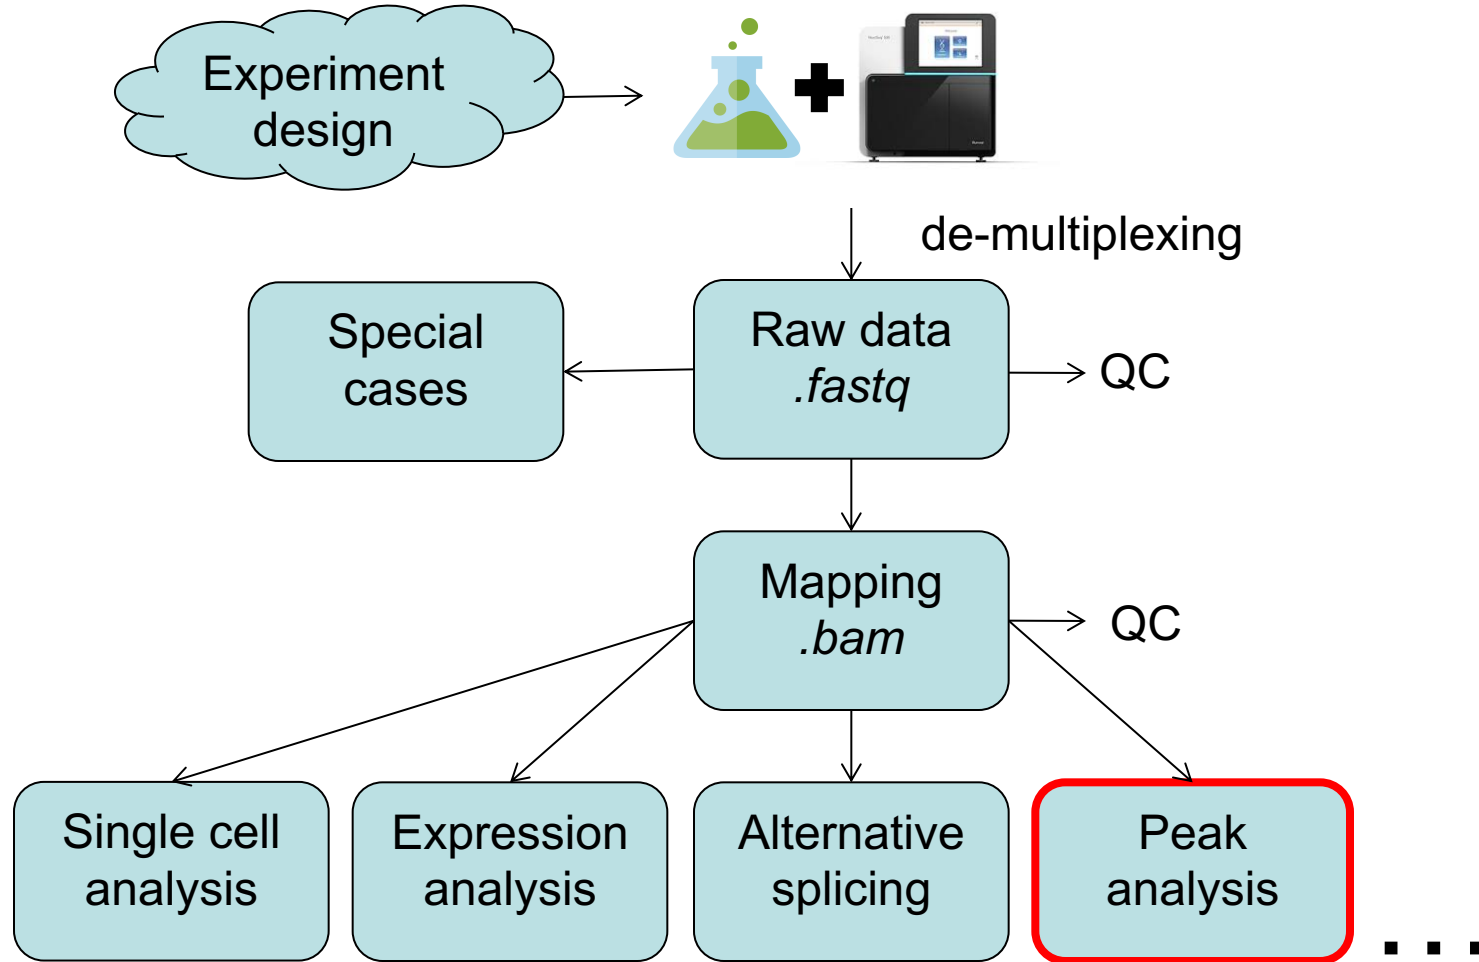 Experiment
design
de-multiplexing
Special
cases
Raw data
.fastq
QC
Mapping
.bam
QC
Single cell
analysis
Expression
analysis
Alternative
splicing
Peak
analysis
. . .